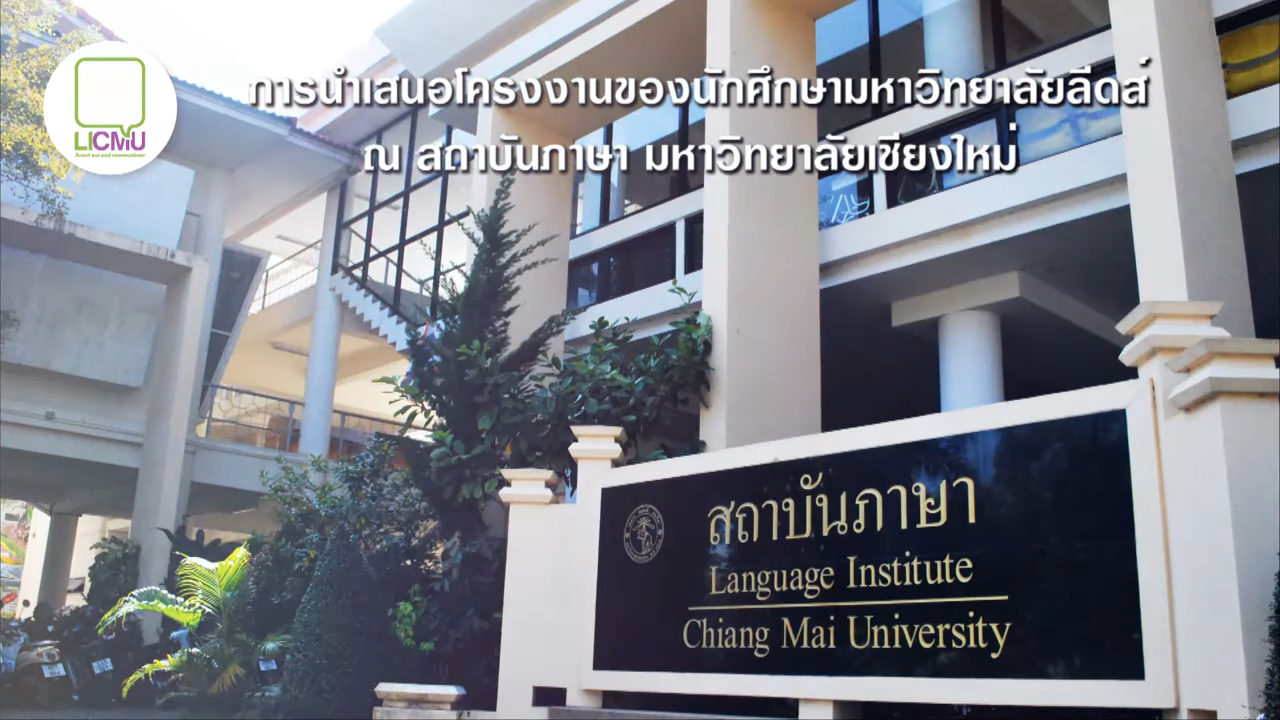 การนำเสนอโครงงานของนักศึกษามหาวิทยาลัยลีดส์
ณ สถาบันภาษา มหาวิทยาลัยเชียงใหม่
LICMU
Reach out and communicate
สถาบันภาษา
Language Institute
Chiang Mai University